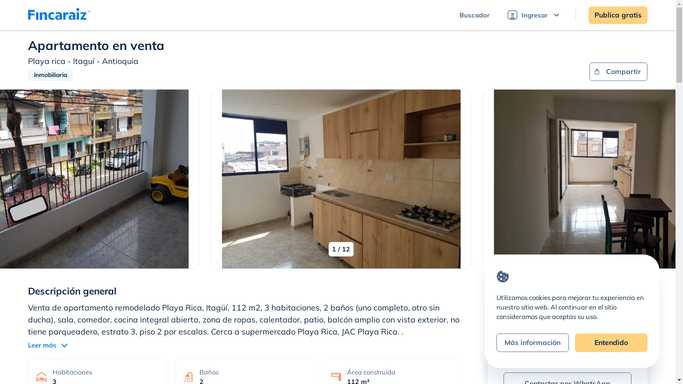 Fincaraiz
Buscador
Ingresar
Publica gratis
Apartamento en venta
Playa rica - Itaguí - Antioquia
Inmobiliaria
Compartir
1 / 12
Descripción general
Venta de apartamento remodelado Playa Rica, Itagüí, 112 m2, 3 habitaciones, 2 baños (uno completo, otro sin
ducha), sala, comedor, cocina integral abierta, zona de ropas, calentador, patio, balcón amplio con vista exterior, no
tiene parqueadero, estrato 3, piso 2 por escalas. Cerca a supermercado Playa Rica, JAC Playa Rica. .
Leer más
Habitaciones
3
Baños
2
Área construida
112 m²
Utilizamos cookies para mejorar tu experiencia en
nuestro sitio web. Al continuar en el sitio
consideramos que aceptas su uso.
Más información
Entendido
Contactar por WhatsApp